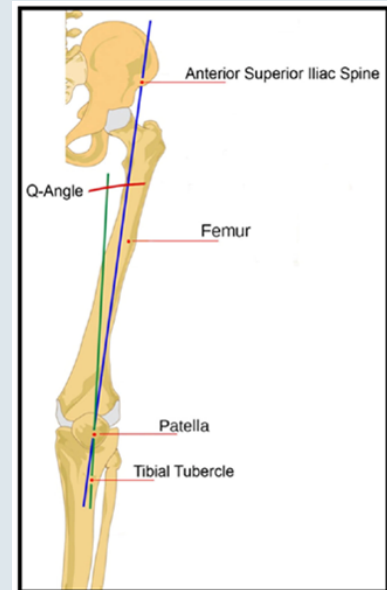 Anterior Superior Iliac Spine
Q-Angle
Femur
Patella
Tibial Tubercle